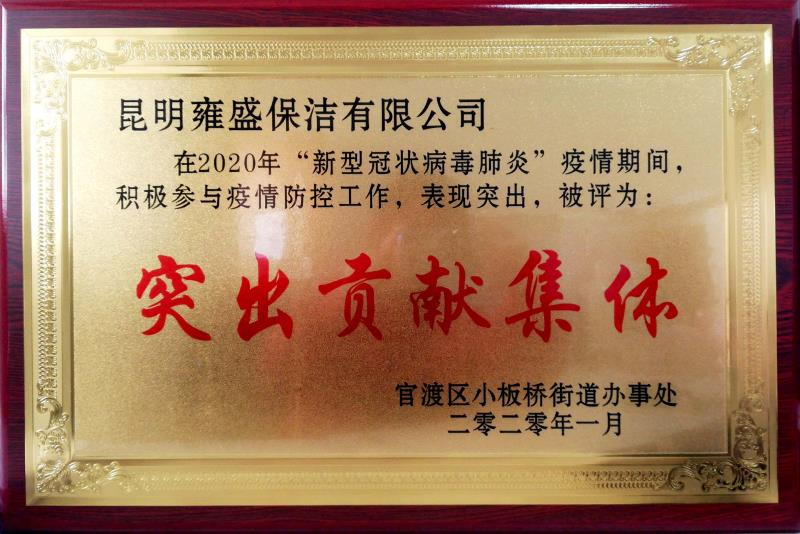 昆明雍盛保洁有限公司
在2020年“新型冠状病毒肺炎”疫情期间，
积极参与疫情防控工作，表现突出，被评为：
突出贡献集体
官渡区小板桥街道办事处
二零二零年一月